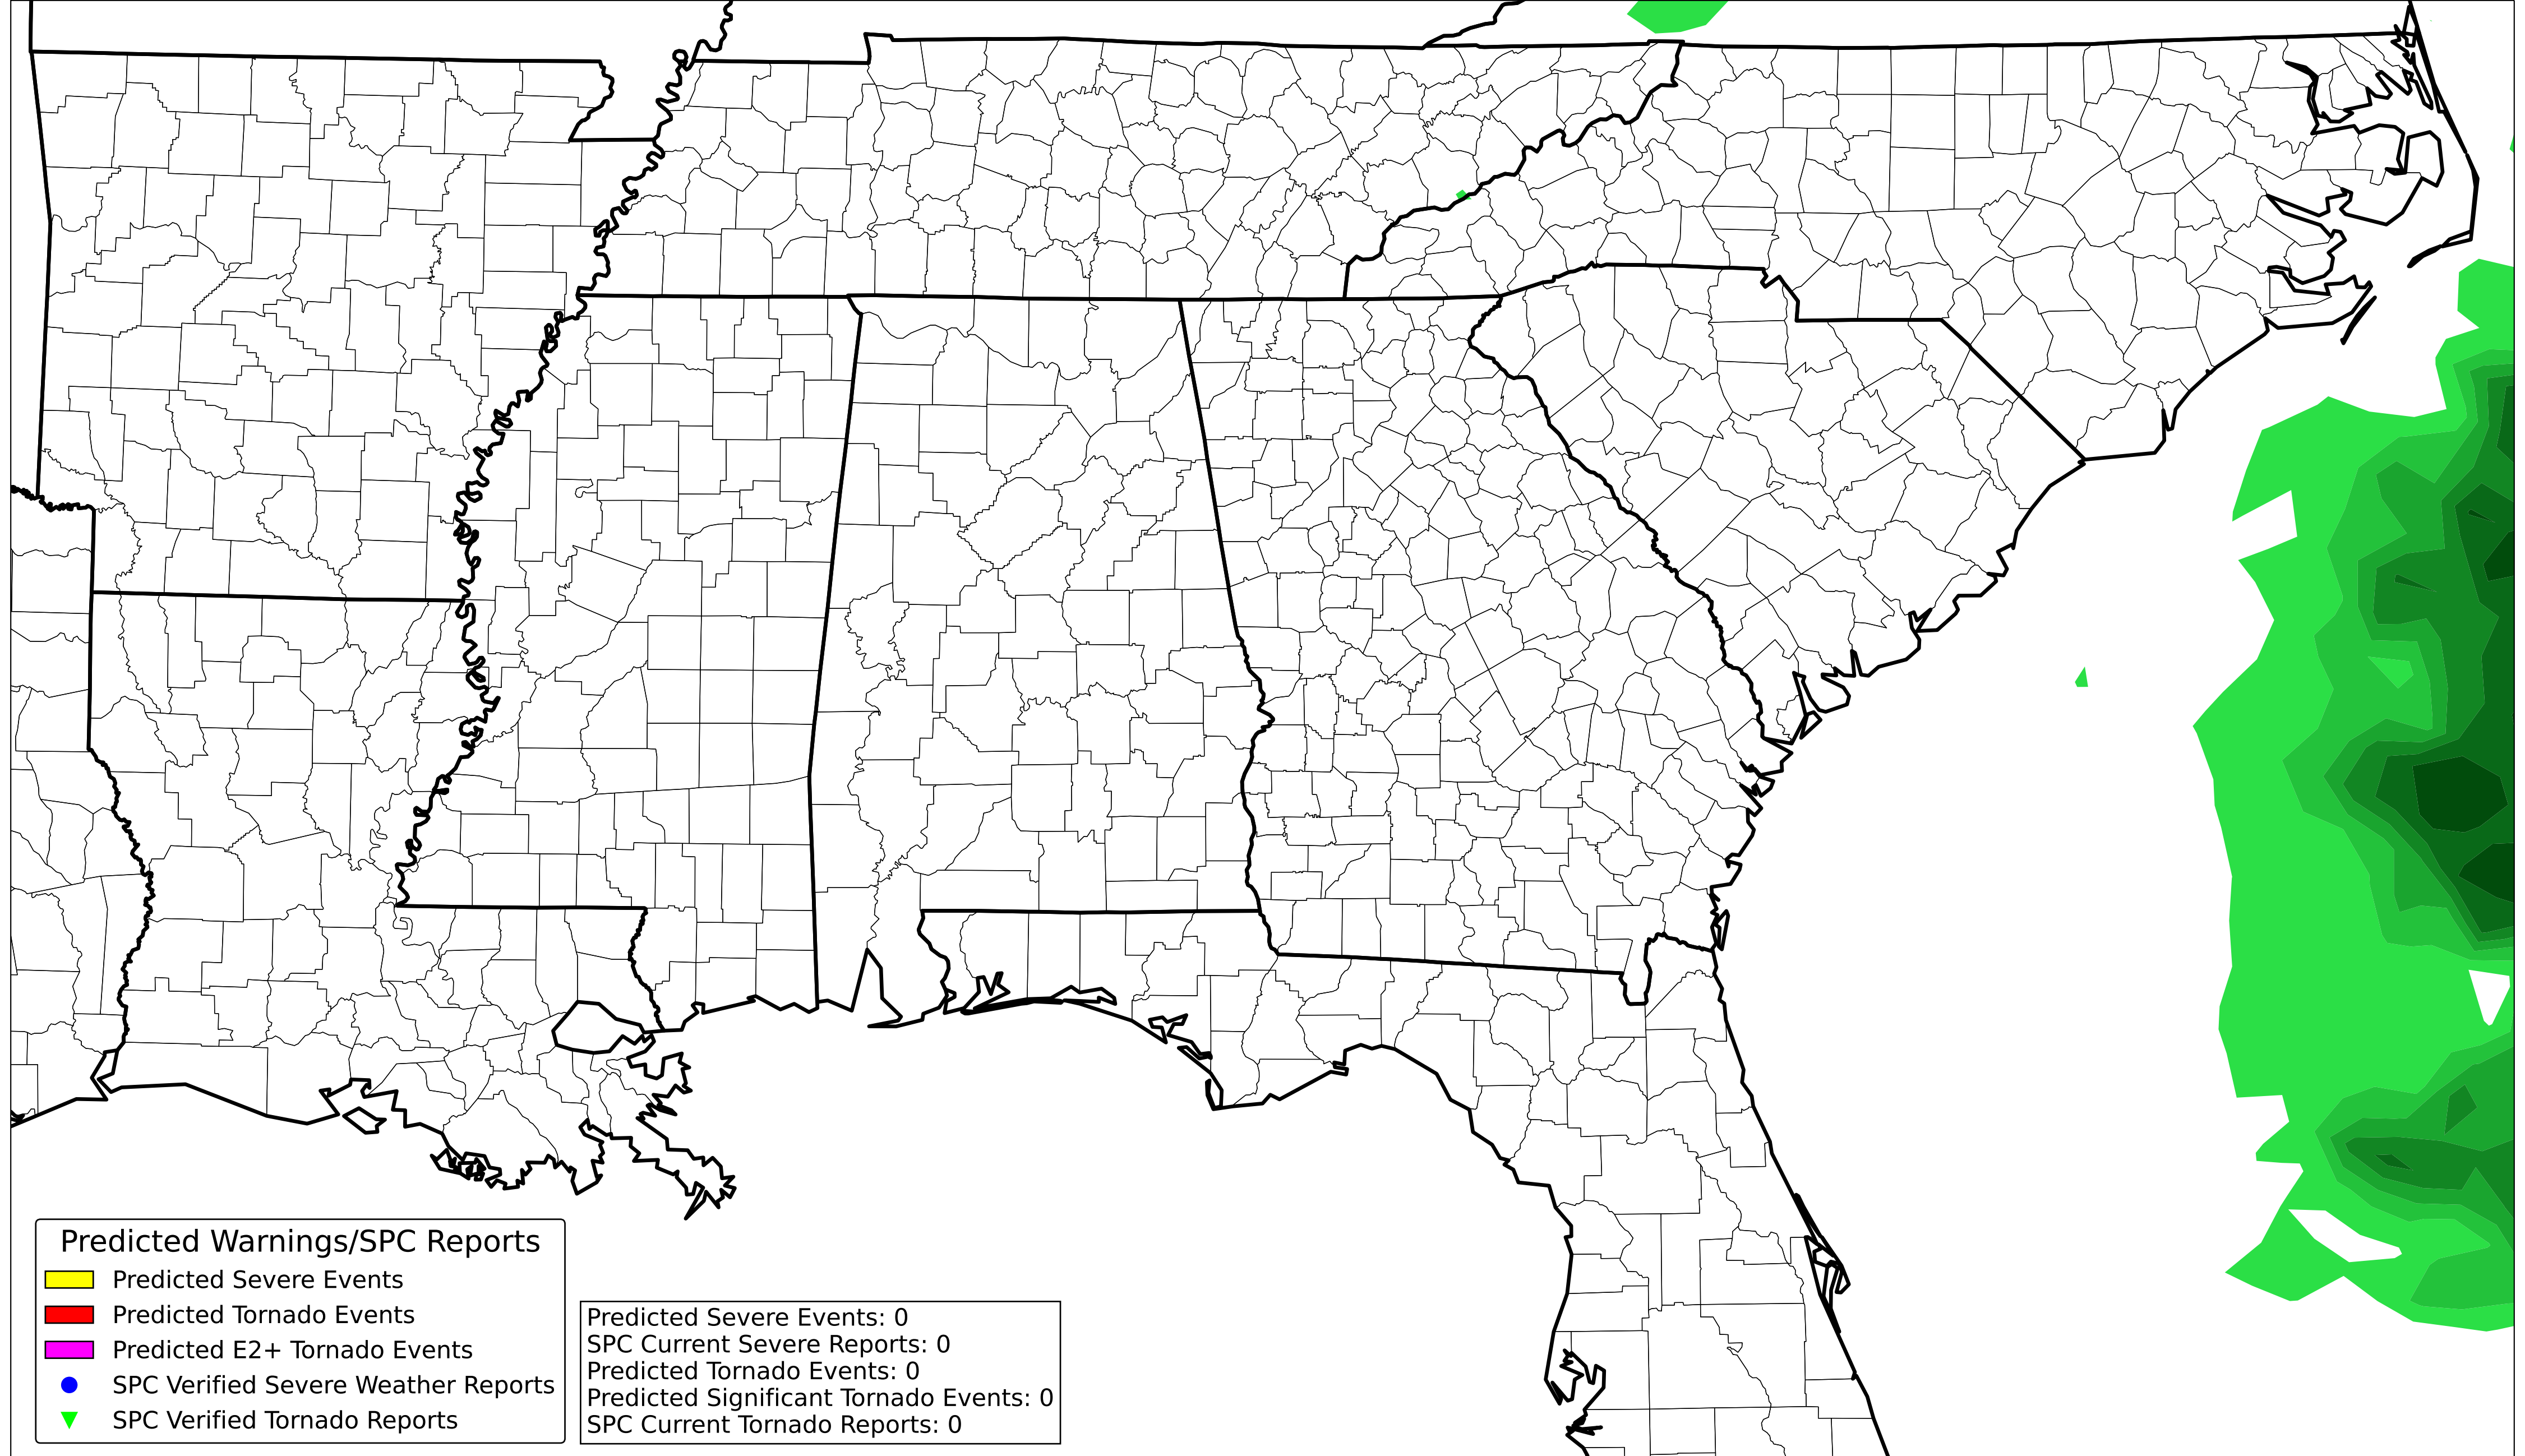 Predicted Warnings/SPC Reports
Predicted Severe Events
Predicted Tornado Events
Predicted E2+ Tornado Events
SPC Verified Severe Weather Reports
SPC Verified Tornado Reports
Predicted Severe Events: 0
SPC Current Severe Reports: 0
Predicted Tornado Events: 0
Predicted Significant Tornado Events: 0
SPC Current Tornado Reports: 0